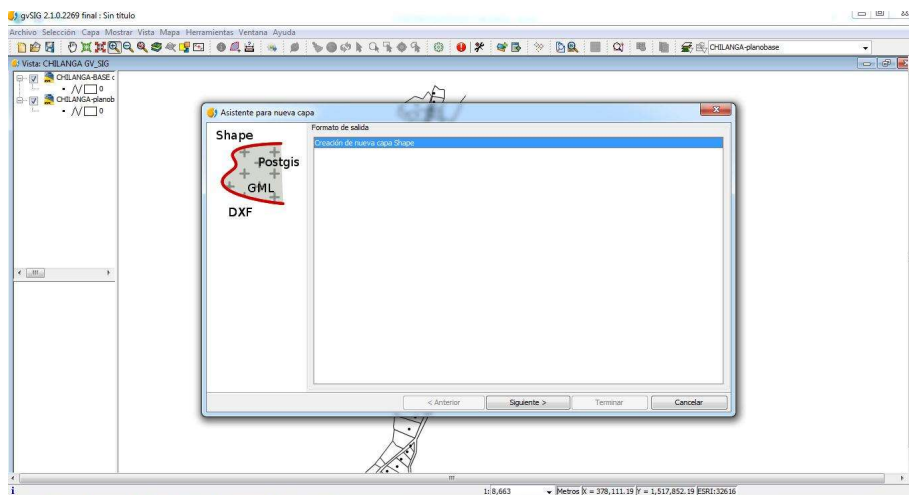 gvSIG 2.1.0.2269 final : Sin título
Archivo Selección Capa Mostrar Vista Mapa Herramientas Ventana Ayuda
CHILANGA-planobase
Vista: CHILANGA GV_SIG
CHILANGA-BASE c
0
CHILANGA-planob
0
Asistente para nueva capa
Shape
Postgis
GML
DXF
Formato de salida
Creación de nueva capa Shape
< Anterior
Siguiente >
Terminar
Cancelar
1: 8,663
Metros X = 378,111.19 Y = 1,517,852.19 ESRI:32616